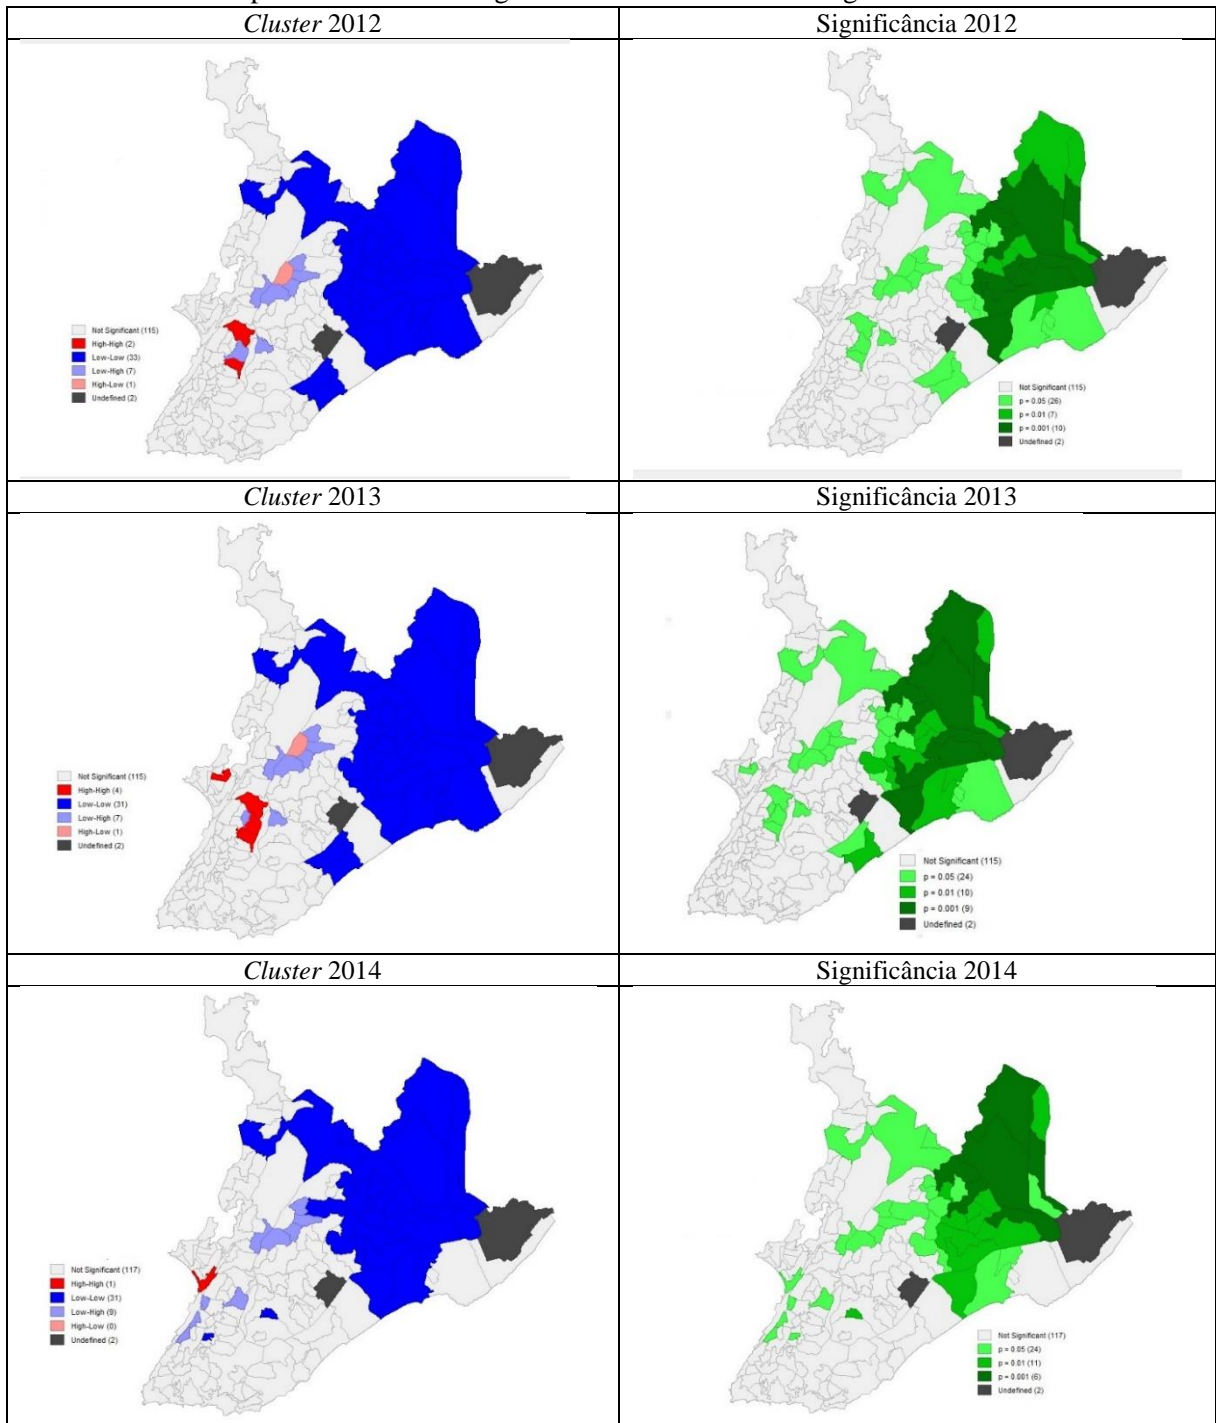 Cluster 2012
Significância 2012
Not Significant (115)
High-High (2)
Low-Low (33)
Low-High (7)
High-Low (1)
Undefined (2)
Not Significant (115)
p = 0.05 (26)
p = 0.01 (7)
p = 0.001 (10)
Undefined (2)
Cluster 2013
Significância 2013
Not Significant (115)
High-High (4)
Low-Low (31)
Low-High (7)
High-Low (1)
Undefined (2)
Not Significant (115)
p = 0.05 (24)
p = 0.01 (10)
p = 0.001 (9)
Undefined (2)
Cluster 2014
Significância 2014
Not Significant (117)
High-High (1)
Low-Low (31)
Low-High (9)
High-Low (0)
Undefined (2)
Not Significant (117)
p = 0.05 (24)
p = 0.01 (11)
p = 0.001 (6)
Undefined (2)